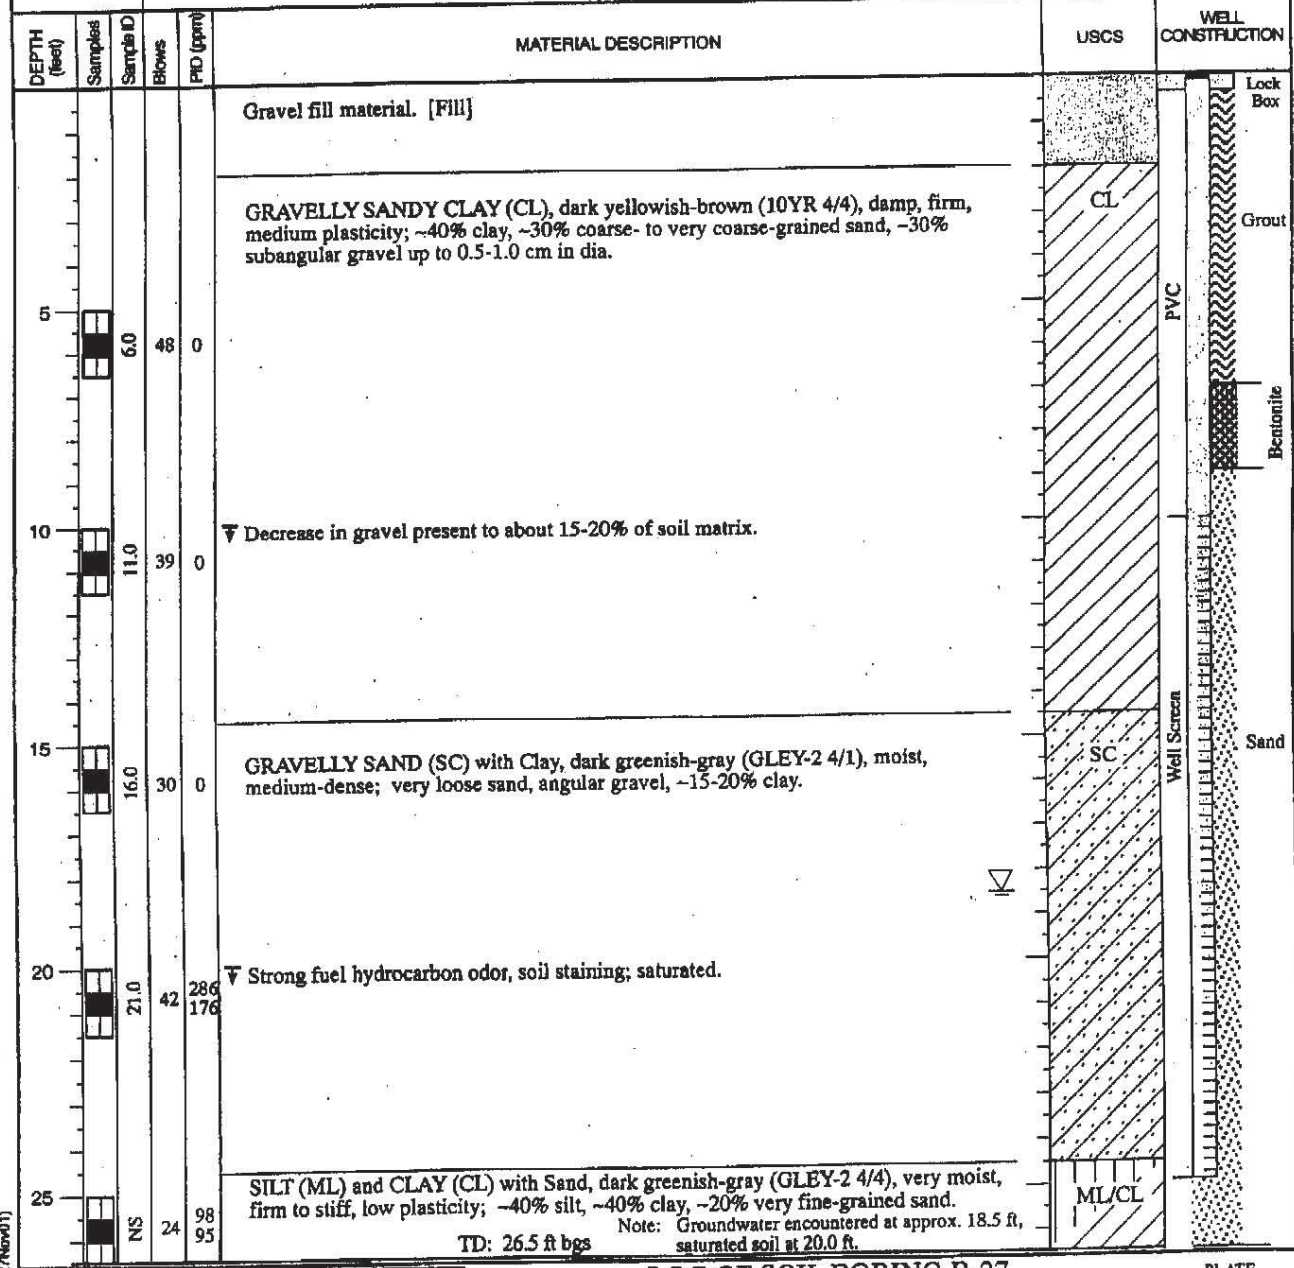 DEPTH (feet)
Samples
Sample ID
Blows
PID (ppm)
MATERIAL DESCRIPTION
USCS
WELL
CONSTRUCTION
Lock
Box
Gravel fill material. [Fill]
GRAVELLY SANDY CLAY (CL), dark yellowish-brown (10YR 4/4), damp, firm,
medium plasticity; ~40% clay, ~30% coarse- to very coarse-grained sand, ~30%
subangular gravel up to 0.5-1.0 cm in dia.
CL
Grout
PVC
5
6.0
48
0
Bentonite
10
Decrease in gravel present to about 15-20% of soil matrix.
11.0
39
0
15
GRAVELLY SAND (SC) with Clay, dark greenish-gray (GLEY-2 4/1), moist,
medium-dense; very loose sand, angular gravel, ~15-20% clay.
16.0
30
0
SC
Well Screen
Sand
20
Strong fuel hydrocarbon odor, soil staining; saturated.
21.0
42
286
176
SILT (ML) and CLAY (CL) with Sand, dark greenish-gray (GLEY-2 4/4), very moist,
firm to stiff, low plasticity; ~40% silt, ~40% clay, ~20% very fine-grained sand.
25
NS
24
98
95
ML/CL
Note: Groundwater encountered at approx. 18.5 ft,
TD: 26.5 ft bgs saturated soil at 20.0 ft.
LOG OF SOIL BORING B-27
PLATE